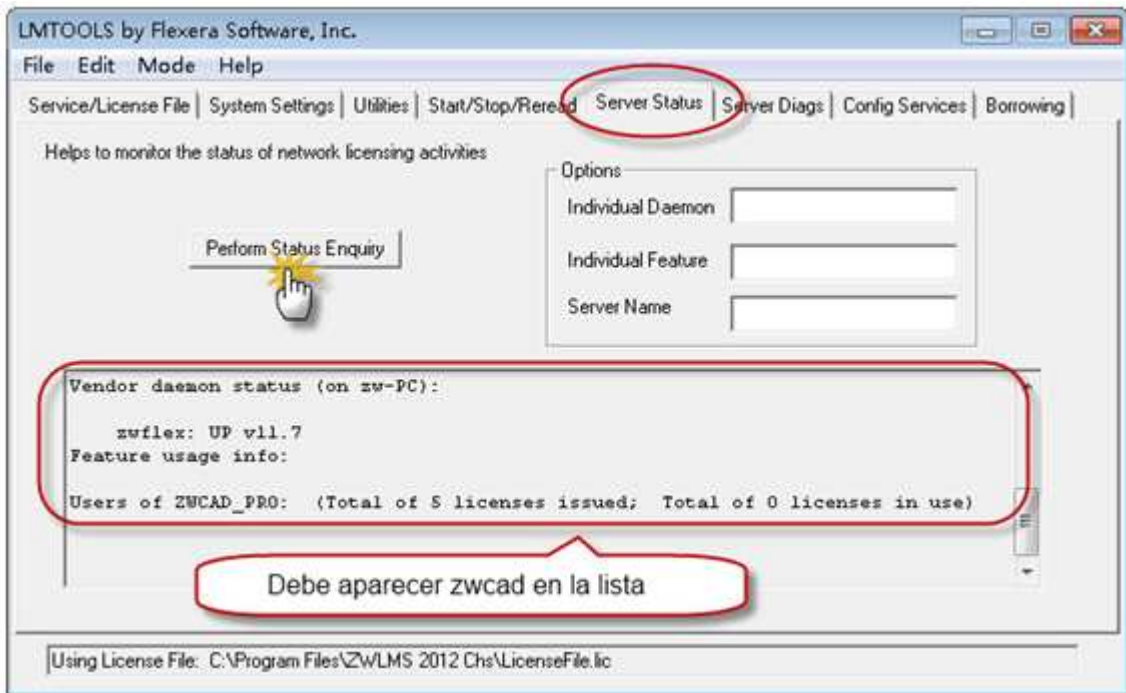 LMTOOLS by Flexera Software, Inc.
File Edit Mode Help
Service/License File System Settings Utilities Start/Stop/Reread Server Status Server Diags Config Services Borrowing
Helps to monitor the status of network licensing activities
Options
Individual Daemon
Perform Status Enquiry
Individual Feature
Server Name
Vendor daemon status (on zw-PC):
zwflex: UP v11.7
Feature usage info:
Users of ZWCAD_PRO: (Total of 5 licenses issued; Total of 0 licenses in use)
Debe aparecer zwcad en la lista
Using License File: C:\Program Files\ZWLMS 2012 Chs\LicenseFile.lic